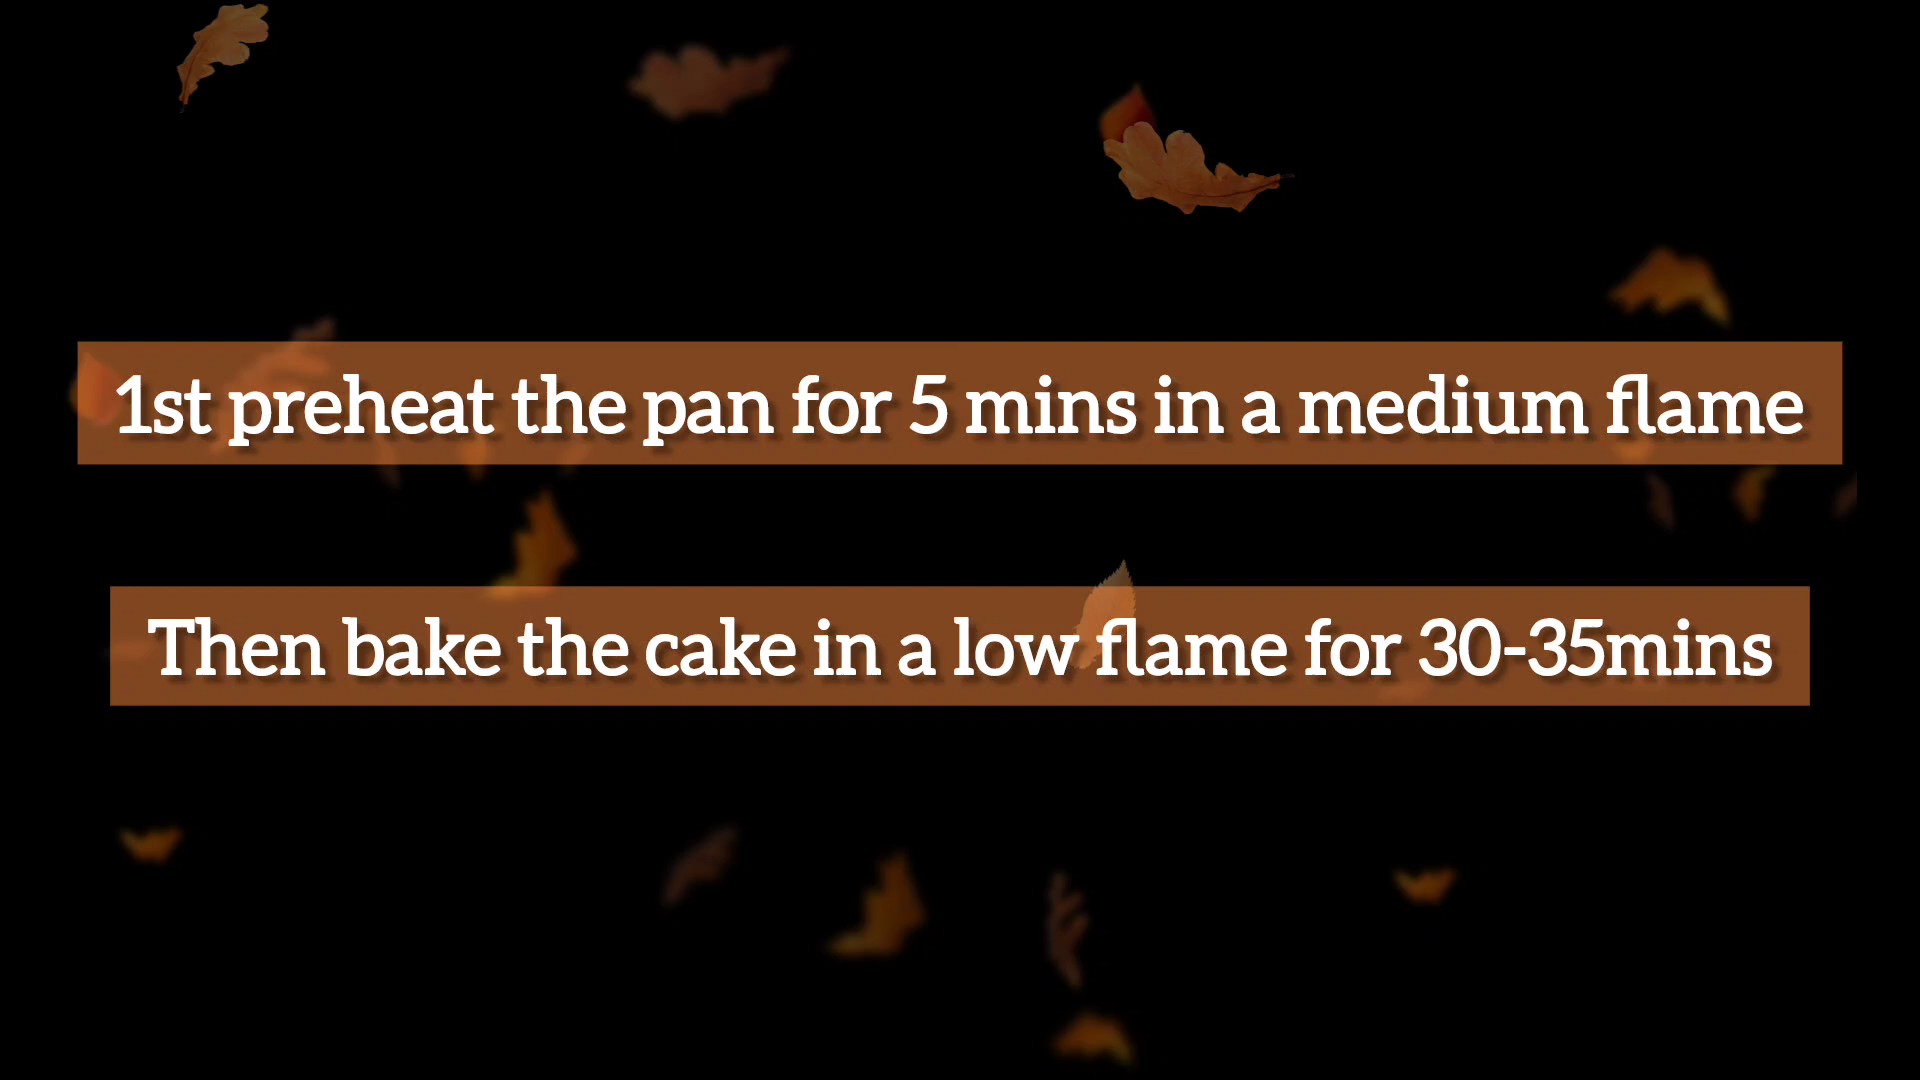 1st preheat the pan for 5 mins in a medium flame
Then bake the cake in a low flame for 30-35mins